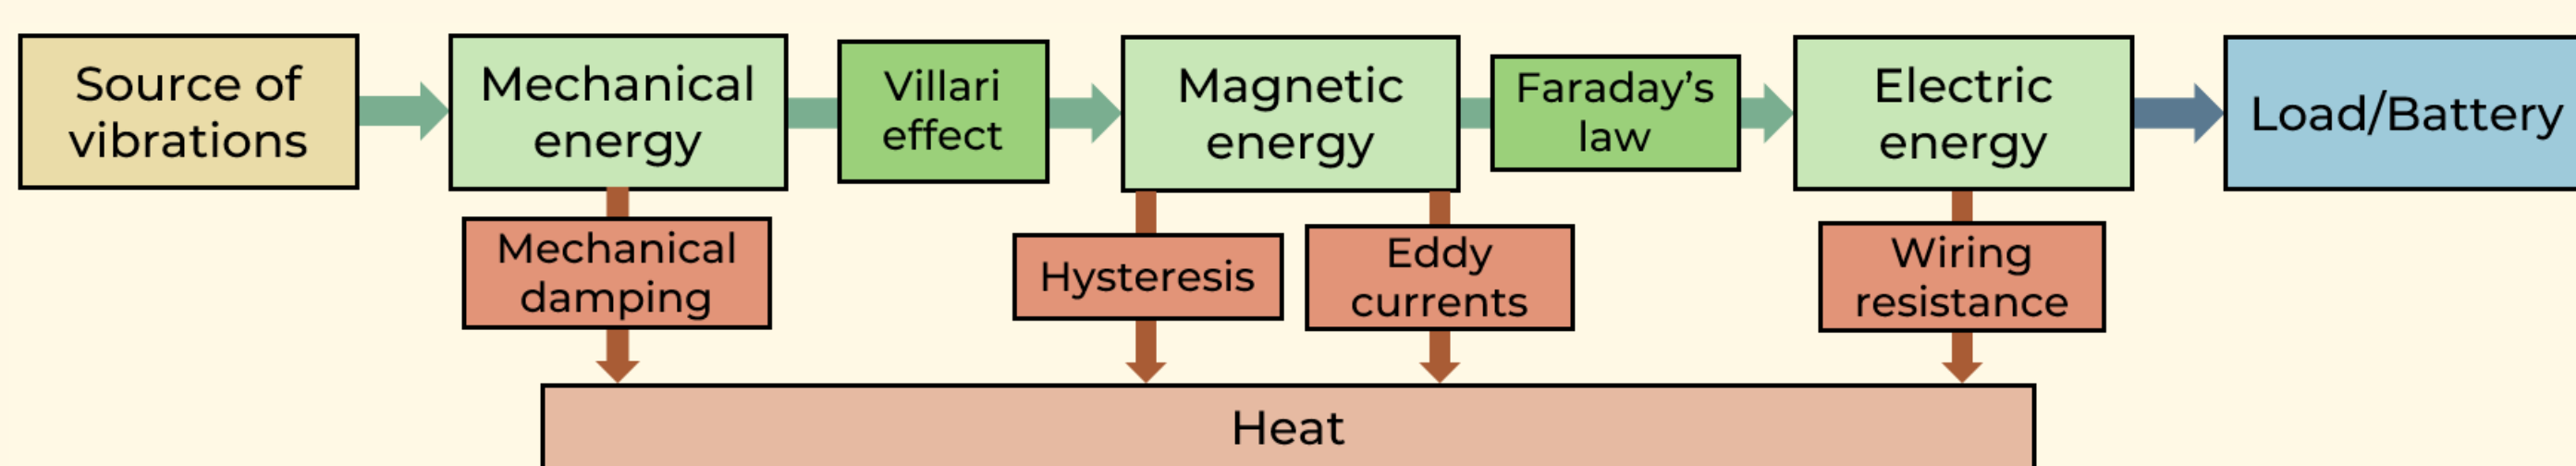 Source of
vibrations
Mechanical
energy
Villari
effect
Magnetic
energy
Faraday’s
law
Electric
energy
Load/Battery
Mechanical
damping
Hysteresis
Eddy
currents
Wiring
resistance
Heat